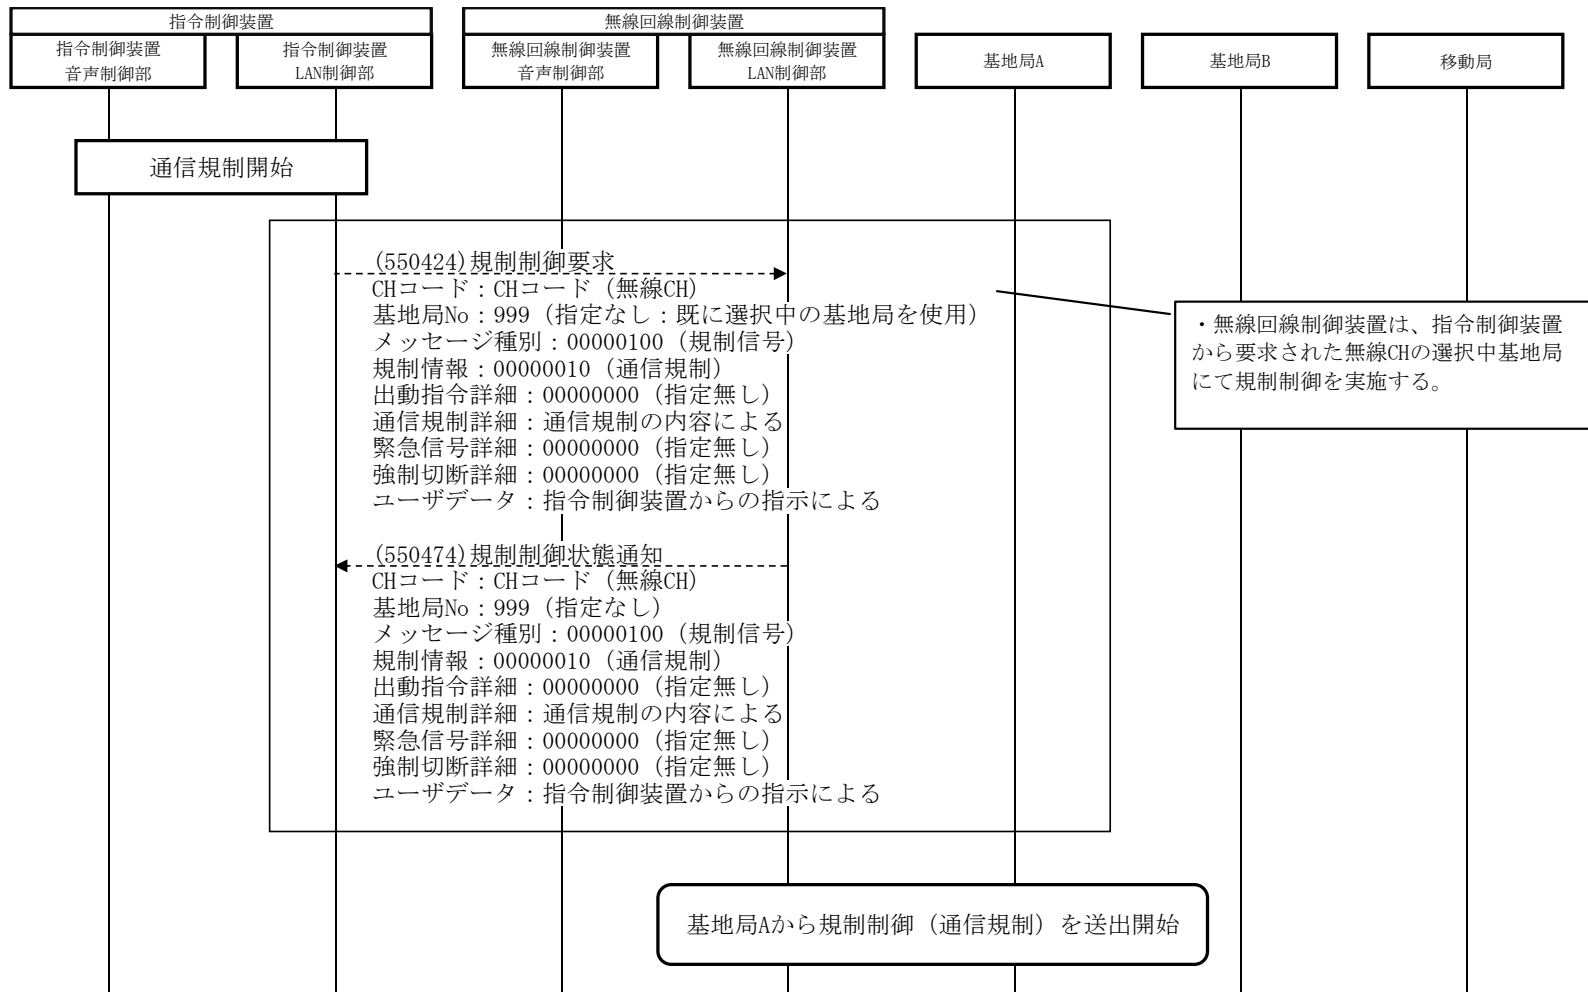 指令制御装置
無線回線制御装置
指令制御装置
音声制御部
指令制御装置
LAN制御部
無線回線制御装置
音声制御部
無線回線制御装置
LAN制御部
基地局A
基地局B
移動局
通信規制開始
(550424)規制制御要求
CHコード：CHコード（無線CH）
基地局No：999（指定なし：既に選択中の基地局を使用）
メッセージ種別：00000100（規制信号）
規制情報：00000010（通信規制）
出動指令詳細：00000000（指定無し）
通信規制詳細：通信規制の内容による
緊急信号詳細：00000000（指定無し）
強制切断詳細：00000000（指定無し）
ユーザデータ：指令制御装置からの指示による
・無線回線制御装置は、指令制御装置
から要求された無線CHの選択中基地局
にて規制制御を実施する。
(550474)規制制御状態通知
CHコード：CHコード（無線CH）
基地局No：999（指定なし）
メッセージ種別：00000100（規制信号）
規制情報：00000010（通信規制）
出動指令詳細：00000000（指定無し）
通信規制詳細：通信規制の内容による
緊急信号詳細：00000000（指定無し）
強制切断詳細：00000000（指定無し）
ユーザデータ：指令制御装置からの指示による
基地局Aから規制制御（通信規制）を送出開始